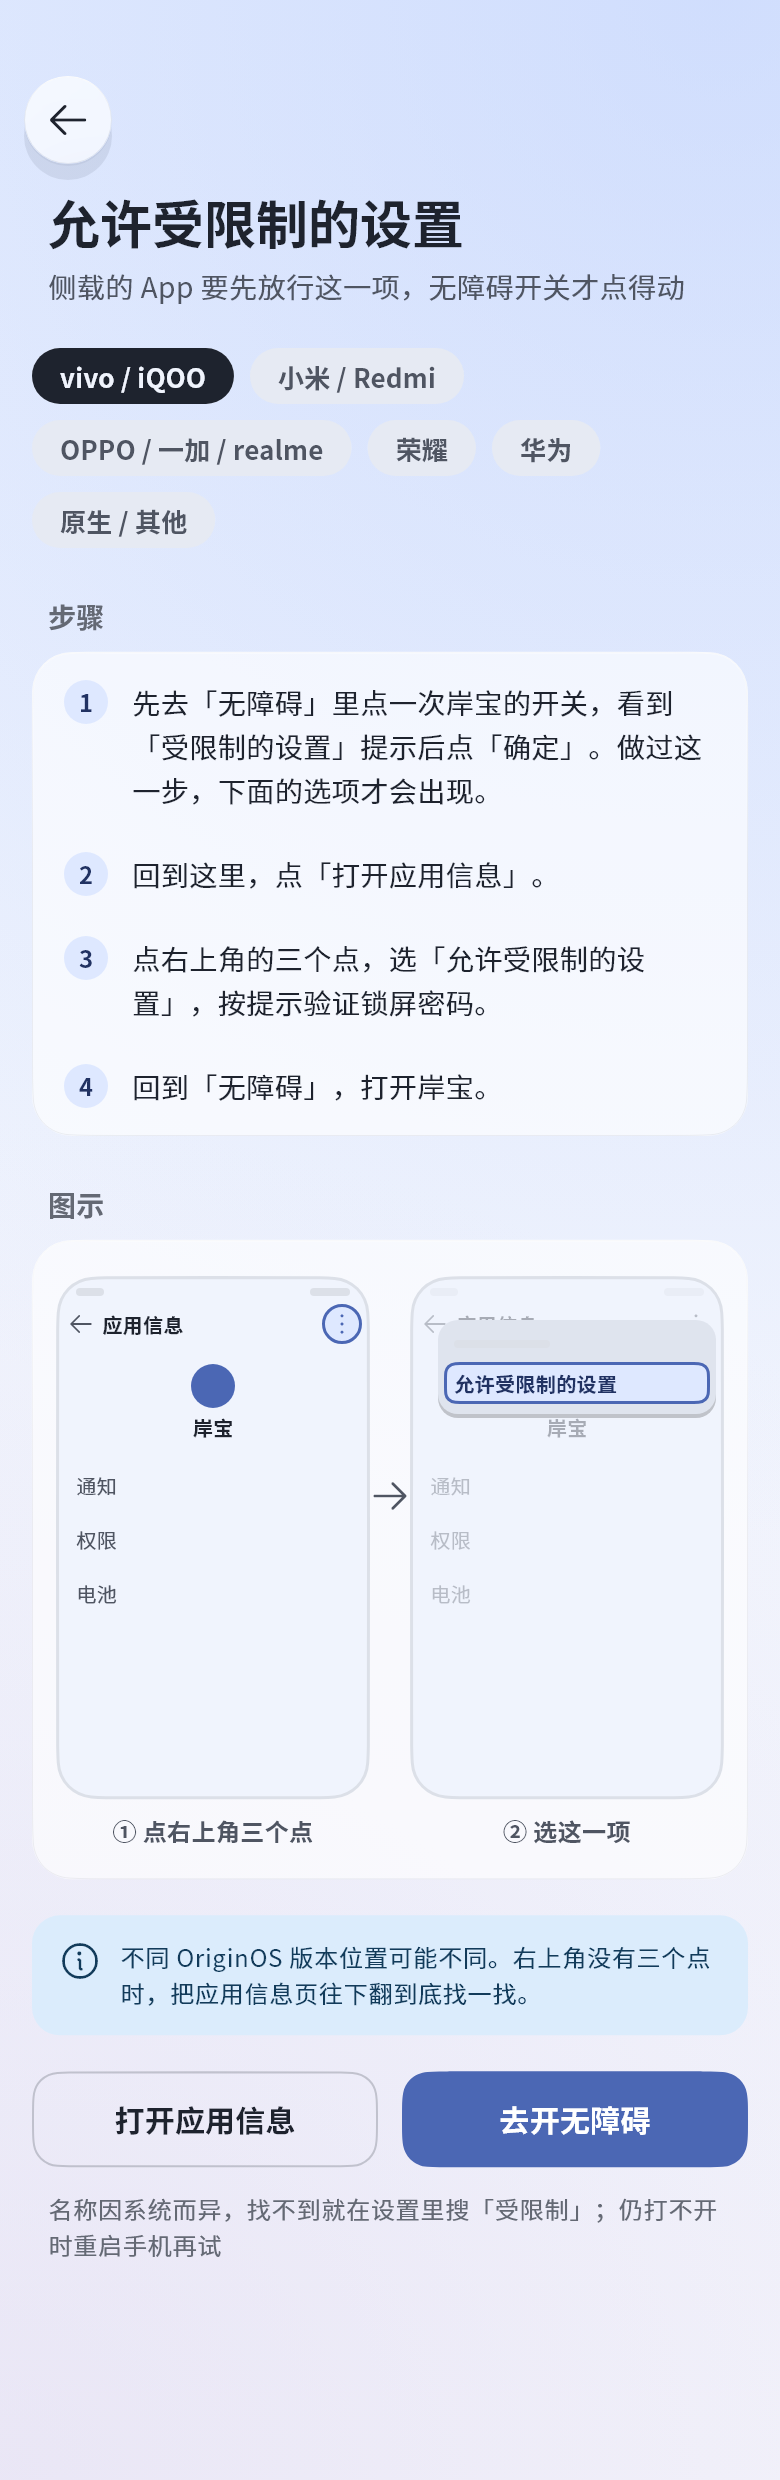 允许受限制的设置
侧载的 App 要先放行这一项，无障碍开关才点得动
vivo / iQOO
小米 / Redmi
OPPO / 一加 / realme
荣耀
华为
原生 / 其他
步骤
1 先去「无障碍」里点一次岸宝的开关，看到
「受限制的设置」提示后点「确定」。做过这
一步，下面的选项才会出现。
2 回到这里，点「打开应用信息」。
3 点右上角的三个点，选「允许受限制的设
置」，按提示验证锁屏密码。
4 回到「无障碍」，打开岸宝。
图示
应用信息
岸宝
通知
权限
电池
① 点右上角三个点
允许受限制的设置
岸宝
通知
权限
电池
② 选这一项
不同 OriginOS 版本位置可能不同。右上角没有三个点
时，把应用信息页往下翻到底找一找。
打开应用信息
去开无障碍
名称因系统而异，找不到就在设置里搜「受限制」；仍打不开
时重启手机再试